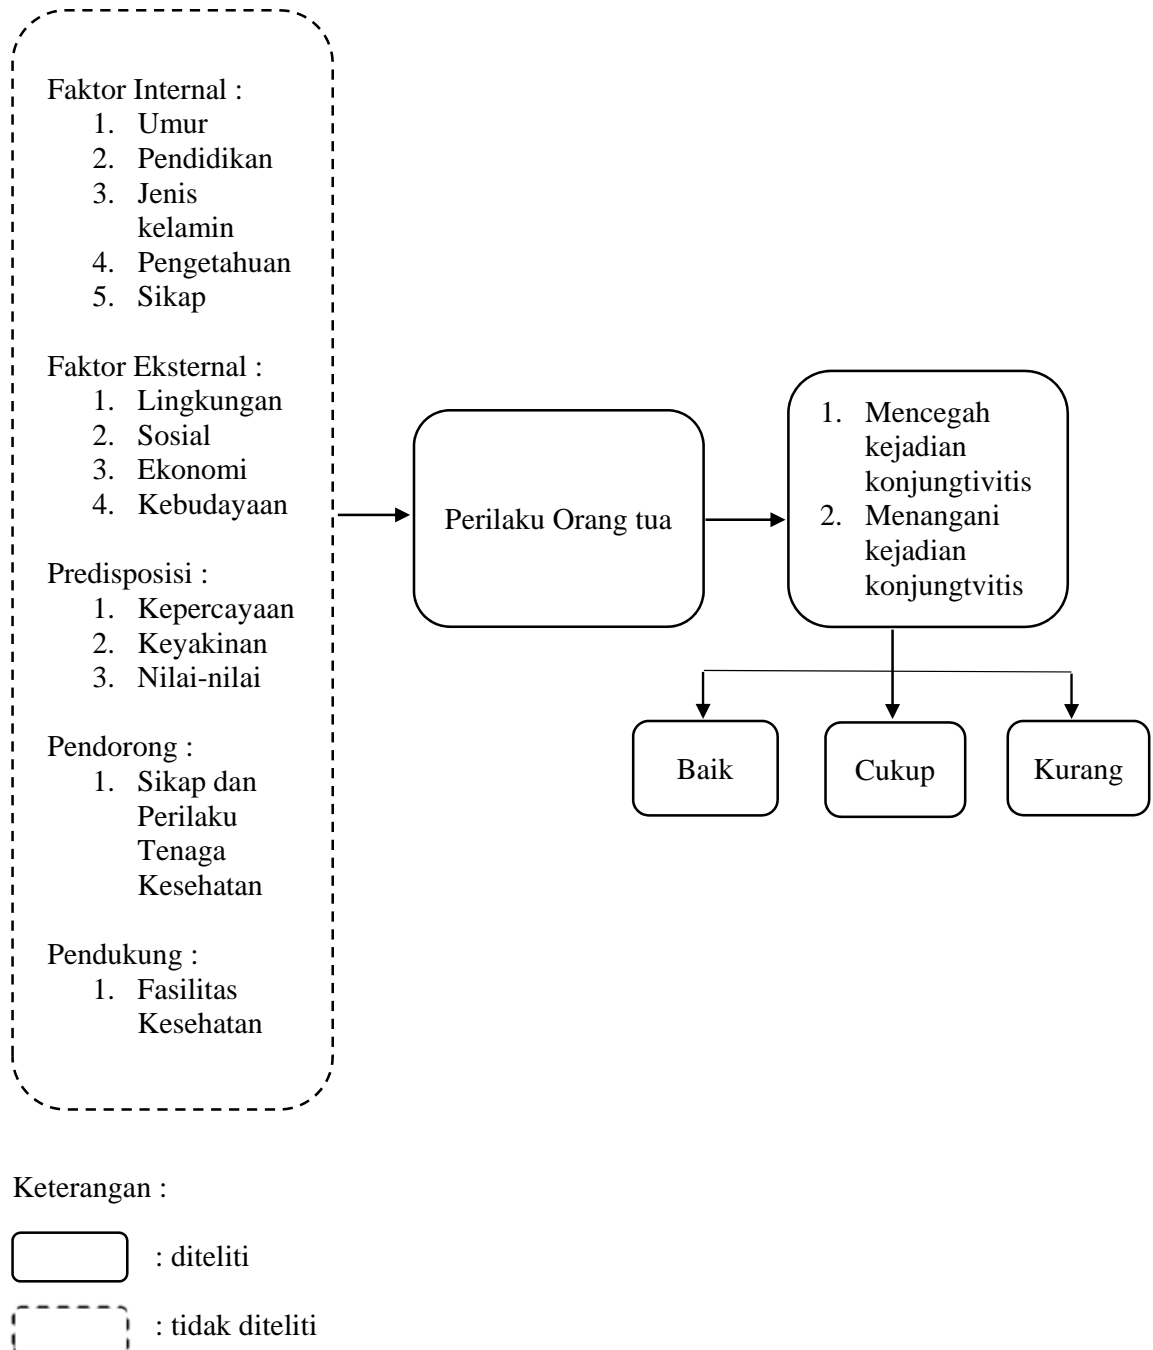 Faktor Internal :
1. Umur
2. Pendidikan
3. Jenis
kelamin
4. Pengetahuan
5. Sikap
Faktor Eksternal :
1. Lingkungan
2. Sosial
3. Ekonomi
4. Kebudayaan
Predisposisi :
1. Kepercayaan
2. Keyakinan
3. Nilai-nilai
Pendorong :
1. Sikap dan
Perilaku
Tenaga
Kesehatan
Pendukung :
1. Fasilitas
Kesehatan
Perilaku Orang tua
1. Mencegah
kejadian
konjungtivitis
2. Menangani
kejadian
konjungtvitis
Baik
Cukup
Kurang
Keterangan :
: diteliti
: tidak diteliti